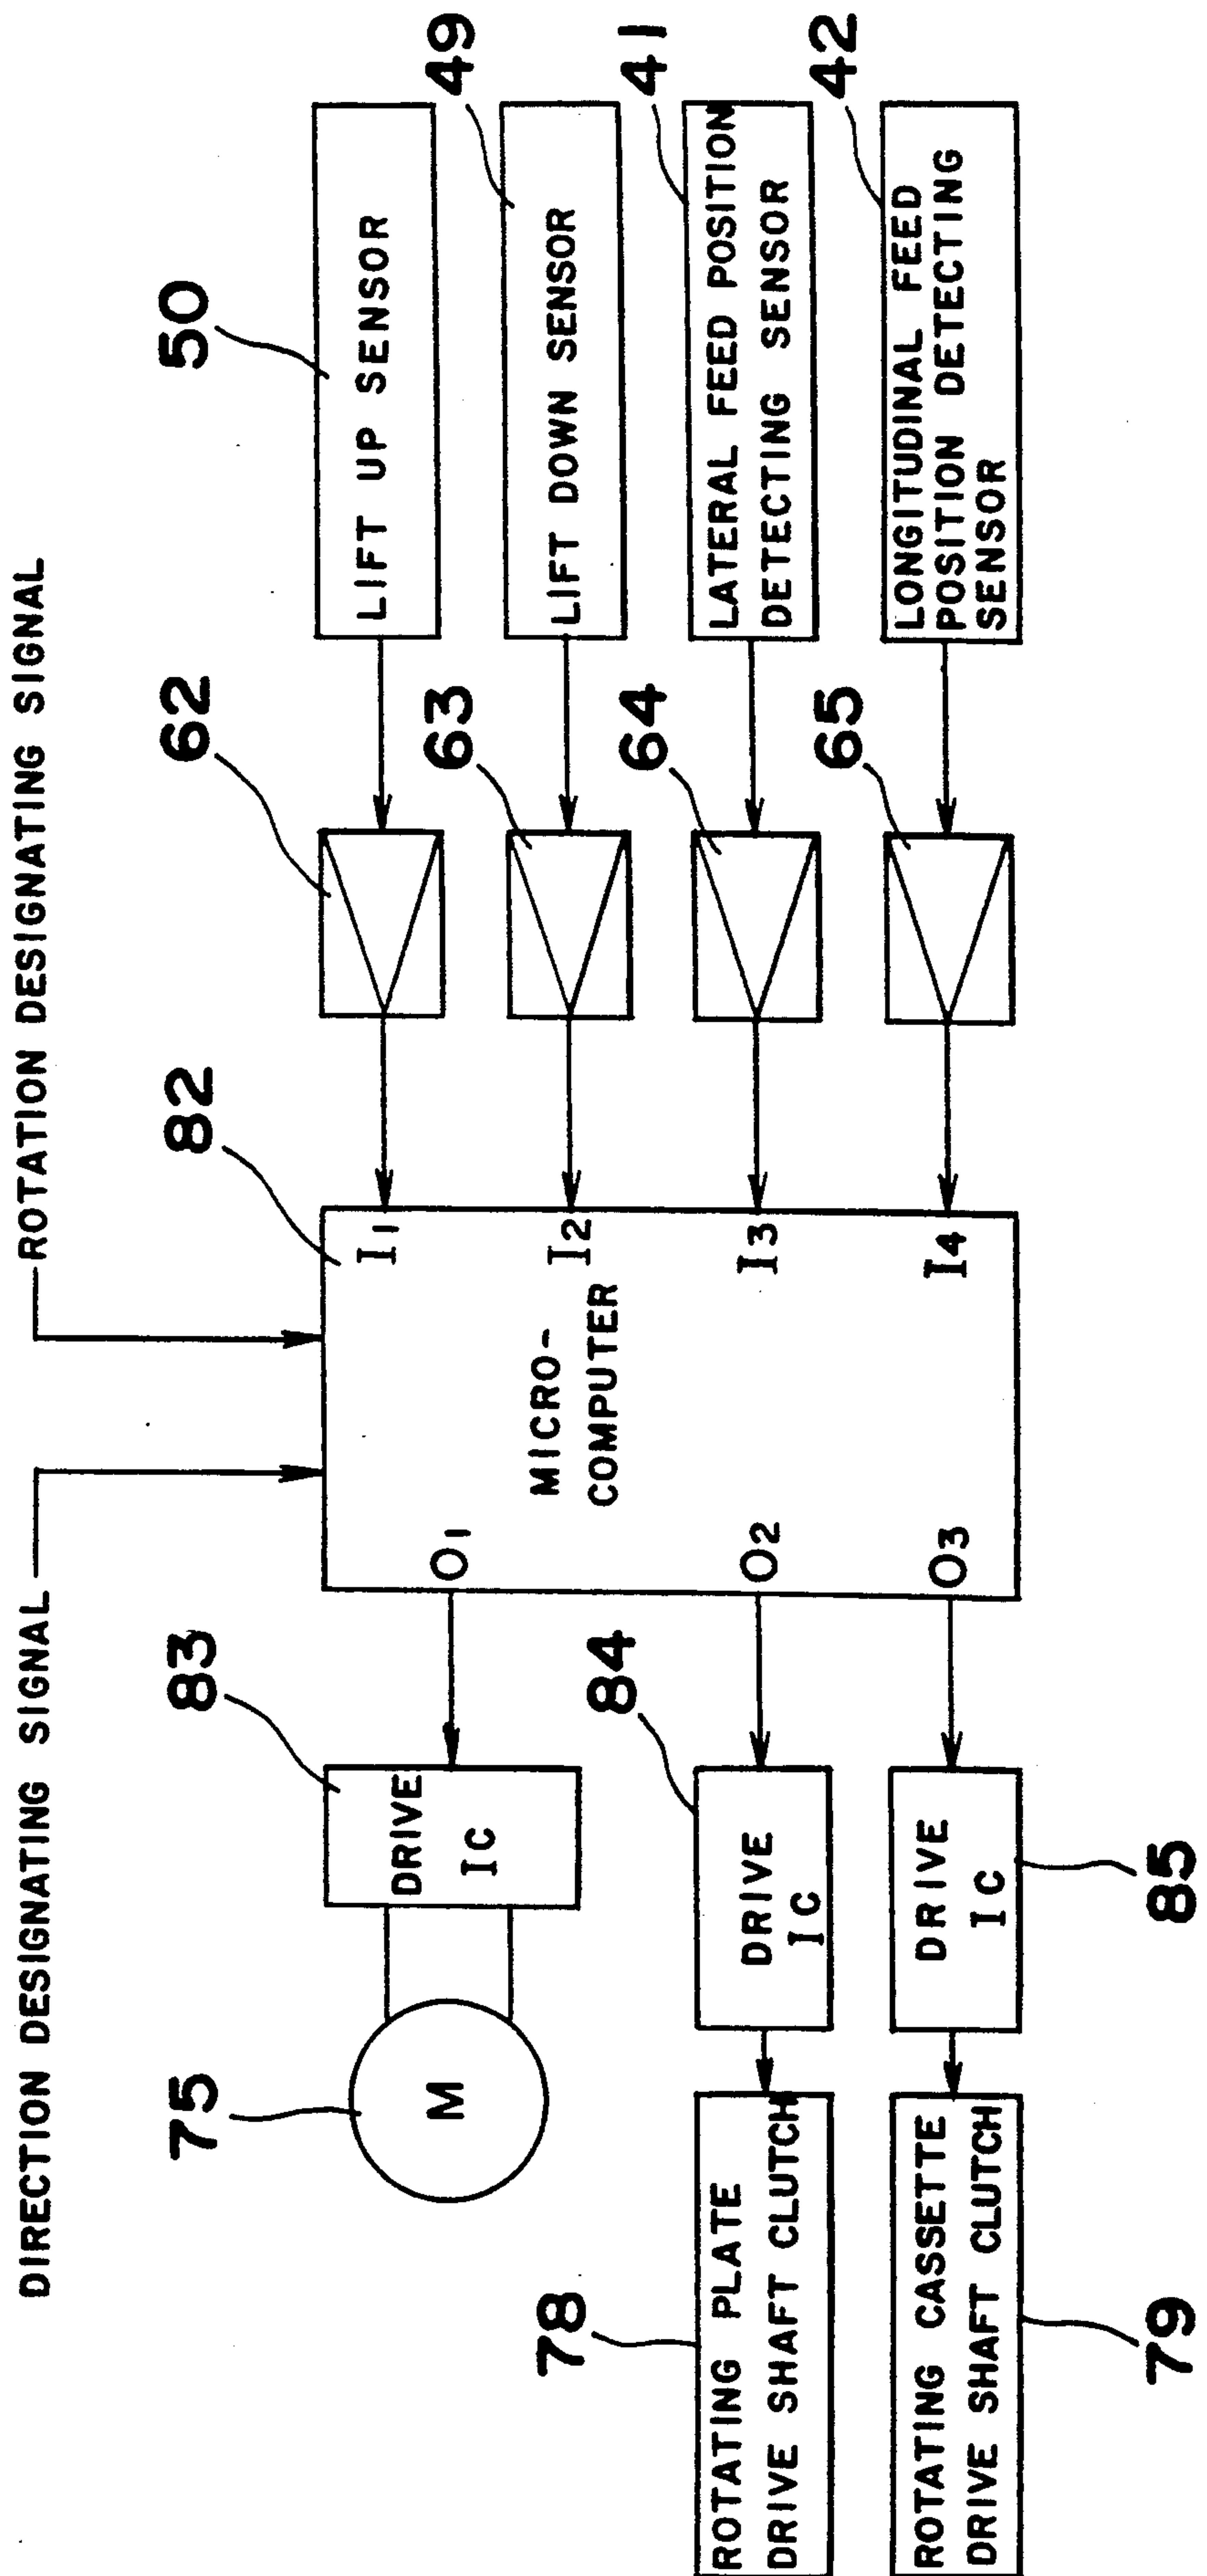 DIRECTION DESIGNATING SIGNAL
ROTATION DESIGNATING SIGNAL
75
83
82
62
50
M
DRIVE
IC
O1
MICRO-
COMPUTER
I1
LIFT UP SENSOR
63
49
I2
LIFT DOWN SENSOR
78
84
64
41
ROTATING PLATE
DRIVE SHAFT CLUTCH
DRIVE
IC
O2
I3
LATERAL FEED POSITION
DETECTING SENSOR
65
42
ROTATING CASSETTE
DRIVE SHAFT CLUTCH
DRIVE
IC
O3
I4
LONGITUDINAL FEED
POSITION DETECTING
SENSOR
79
85